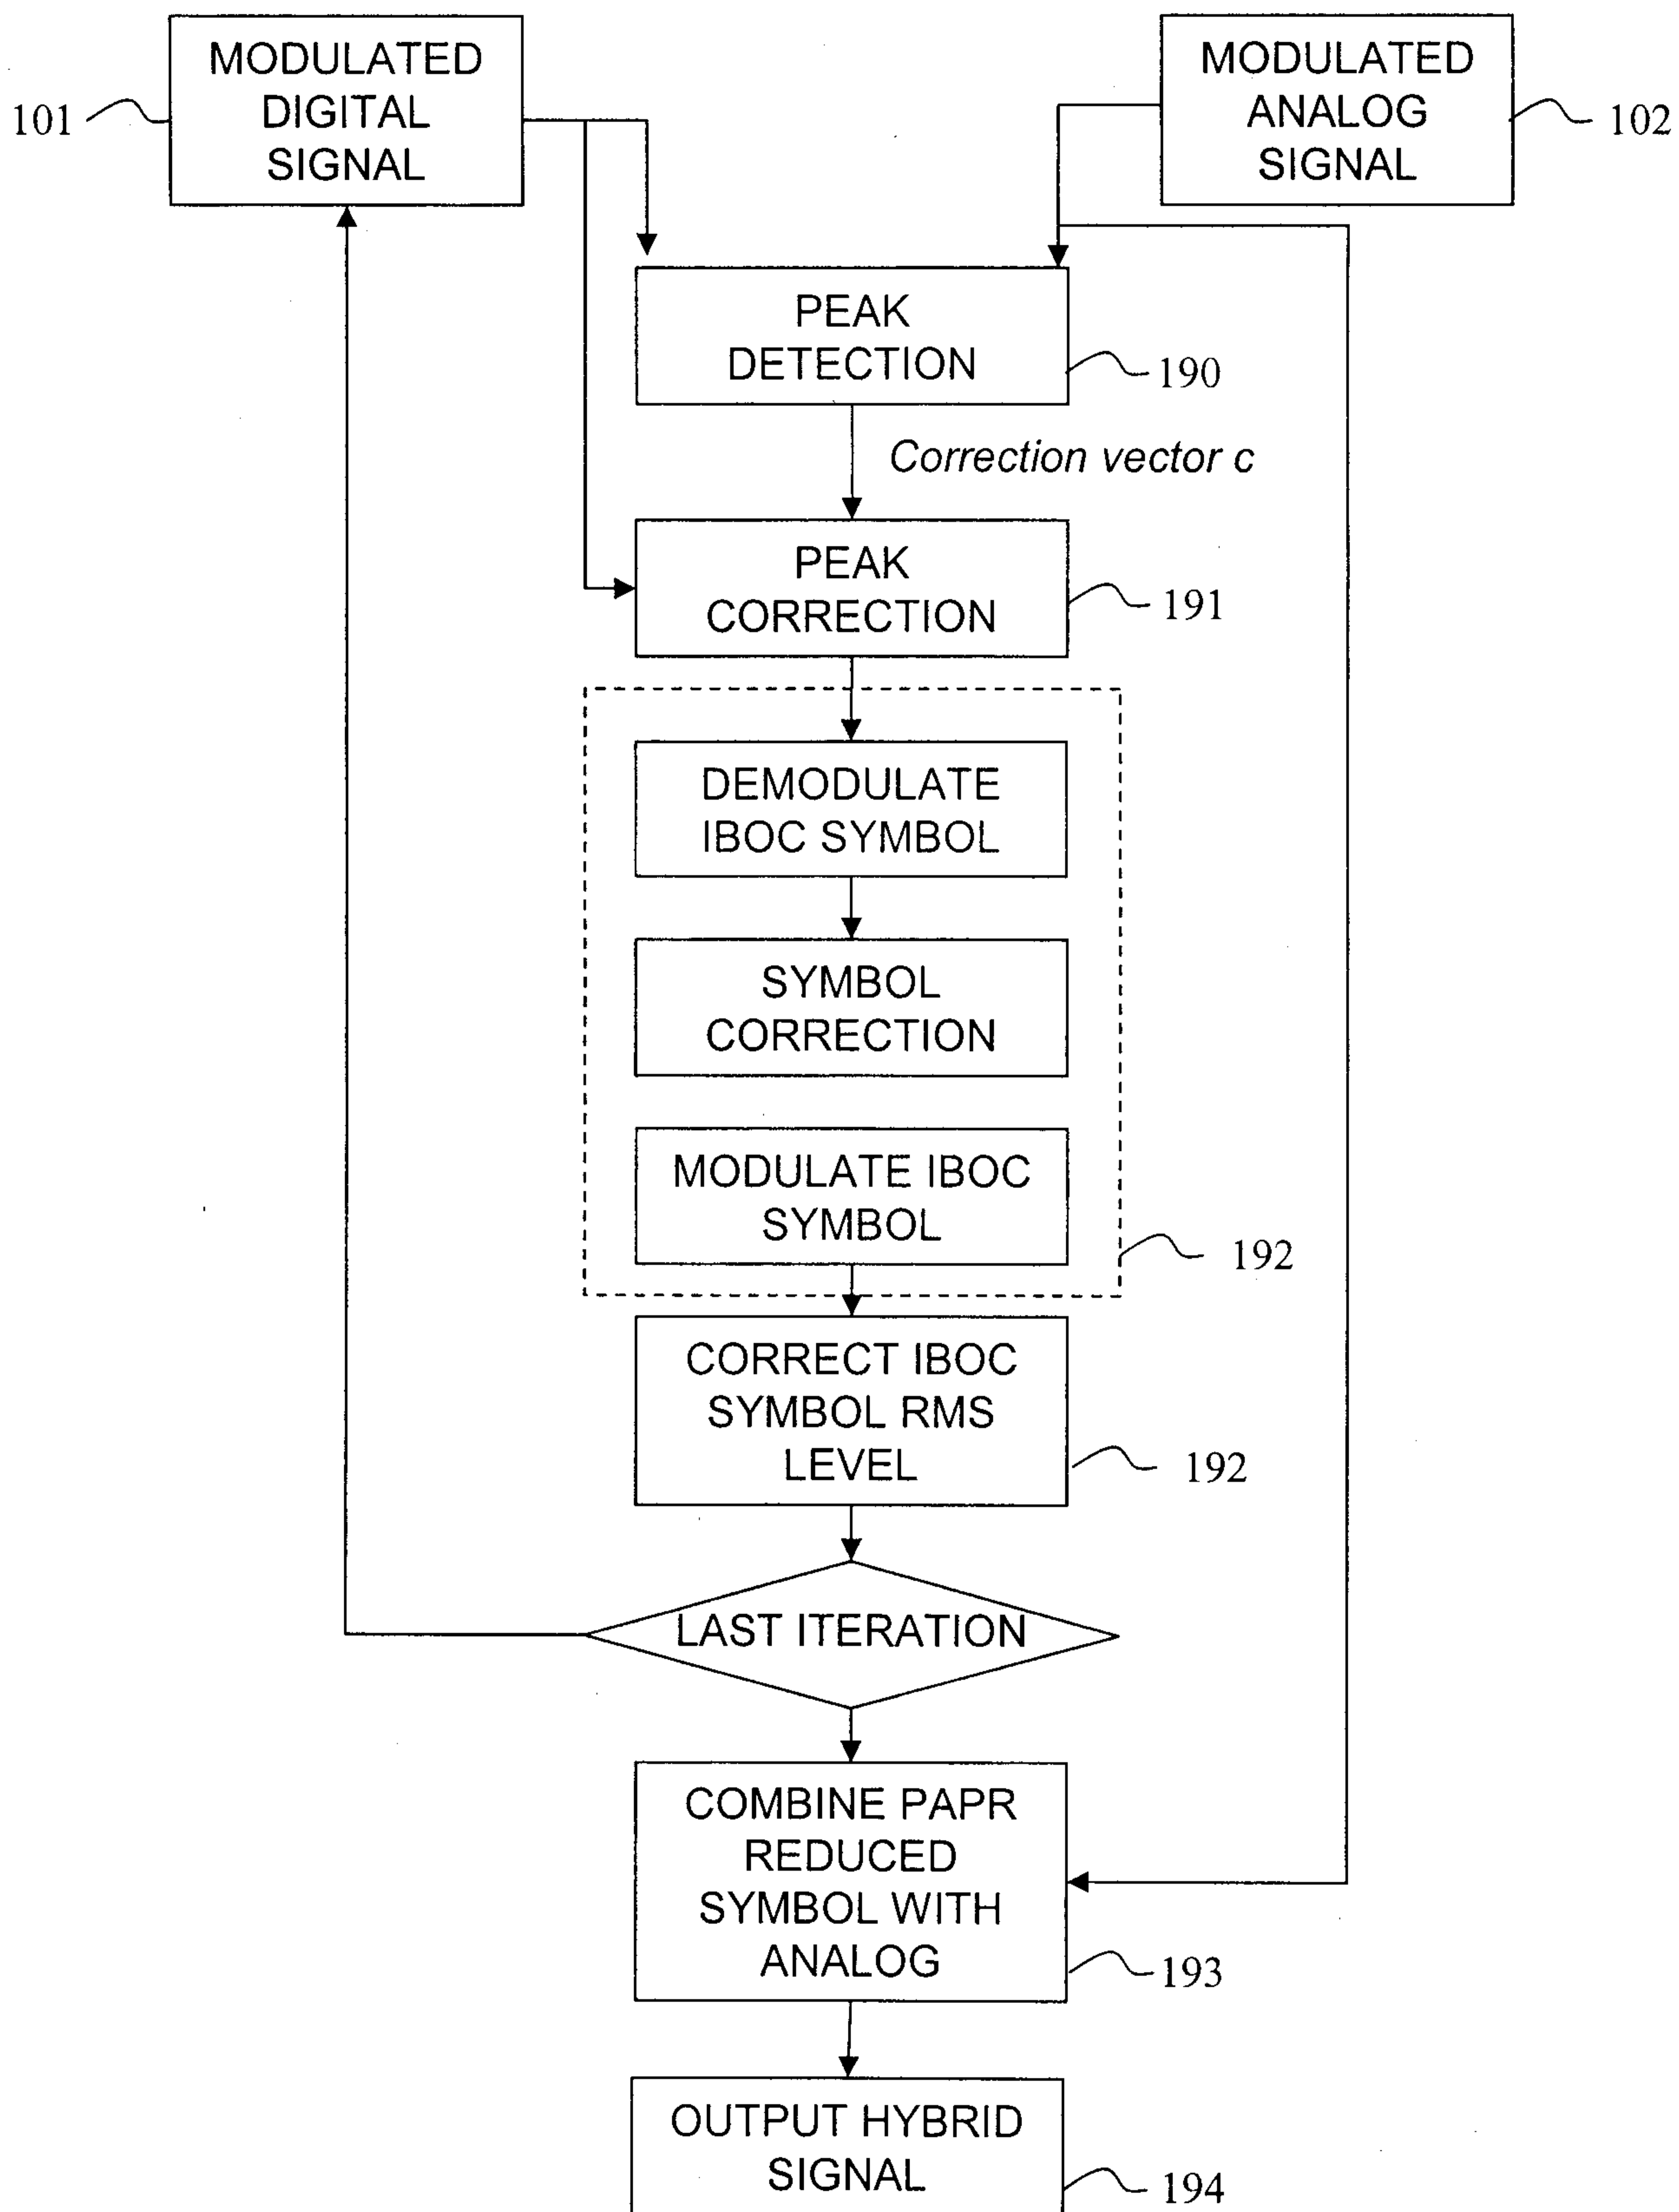 MODULATED
DIGITAL
SIGNAL
101
MODULATED
ANALOG
SIGNAL
102
PEAK
DETECTION
190
Correction vector c
PEAK
CORRECTION
191
DEMODULATE
IBOC SYMBOL
SYMBOL
CORRECTION
MODULATE IBOC
SYMBOL
192
CORRECT IBOC
SYMBOL RMS
LEVEL
192
LAST ITERATION
COMBINE PAPR
REDUCED
SYMBOL WITH
ANALOG
193
OUTPUT HYBRID
SIGNAL
194